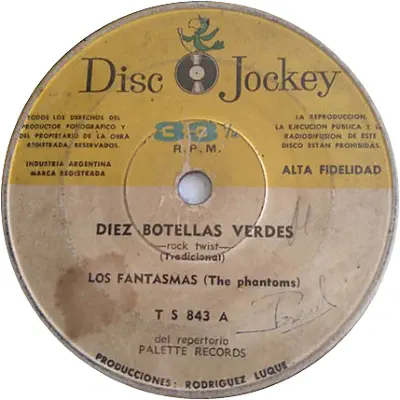 Disc Jockey
TODOS LOS DERECHOS DEL
PRODUCTOR FONOGRAFICO Y
DEL PROPIETARIO DE LA OBRA
REGISTRADA, RESERVADOS.
INDUSTRIA ARGENTINA
MARCA REGISTRADA
33⅓
R.P.M.
LA REPRODUCCION,
LA EJECUCION PUBLICA Y LA
RADIODIFUSION DE ESTE
DISCO ESTAN PROHIBIDAS.
ALTA FIDELIDAD
DIEZ BOTELLAS VERDES
—rock twist—
(Tradicional)
LOS FANTASMAS (The phantoms)
T S 843 A
del repertorio
PALETTE RECORDS
PRODUCCIONES: RODRIGUEZ LUQUE